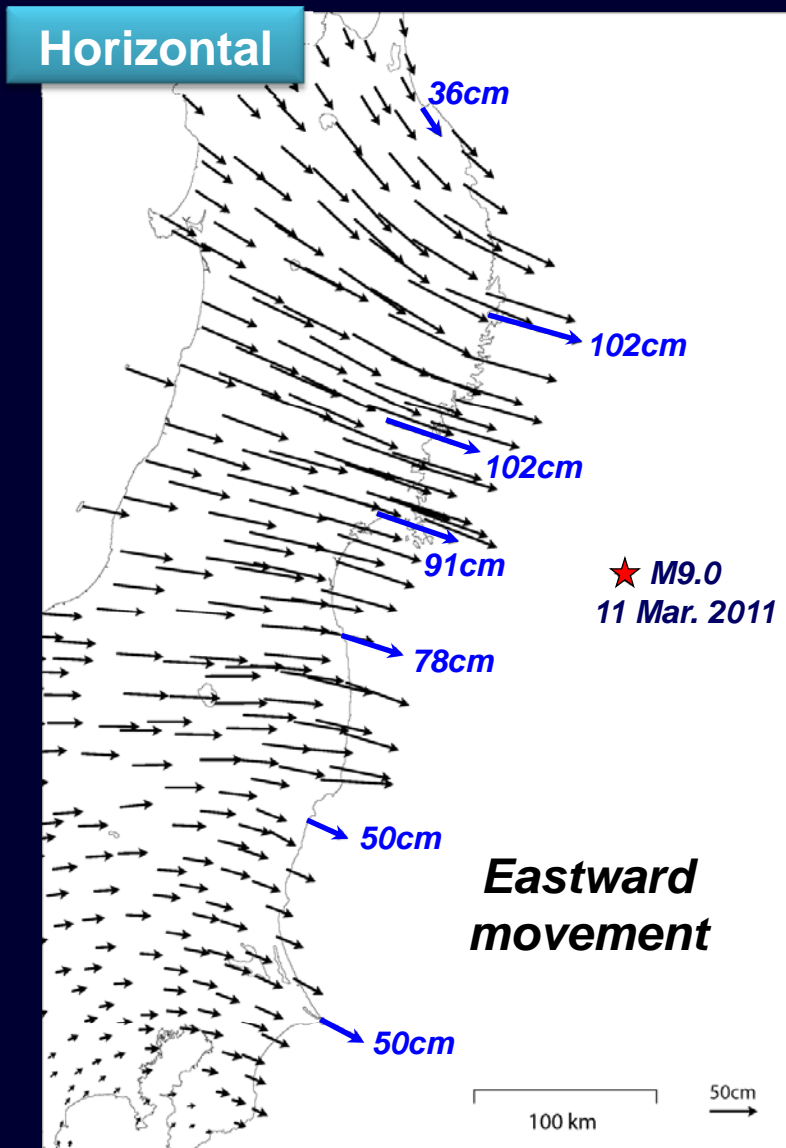 Horizontal
36cm
102cm
102cm
91cm
M9.0
11 Mar. 2011
78cm
50cm
Eastward
movement
50cm
100 km
50cm